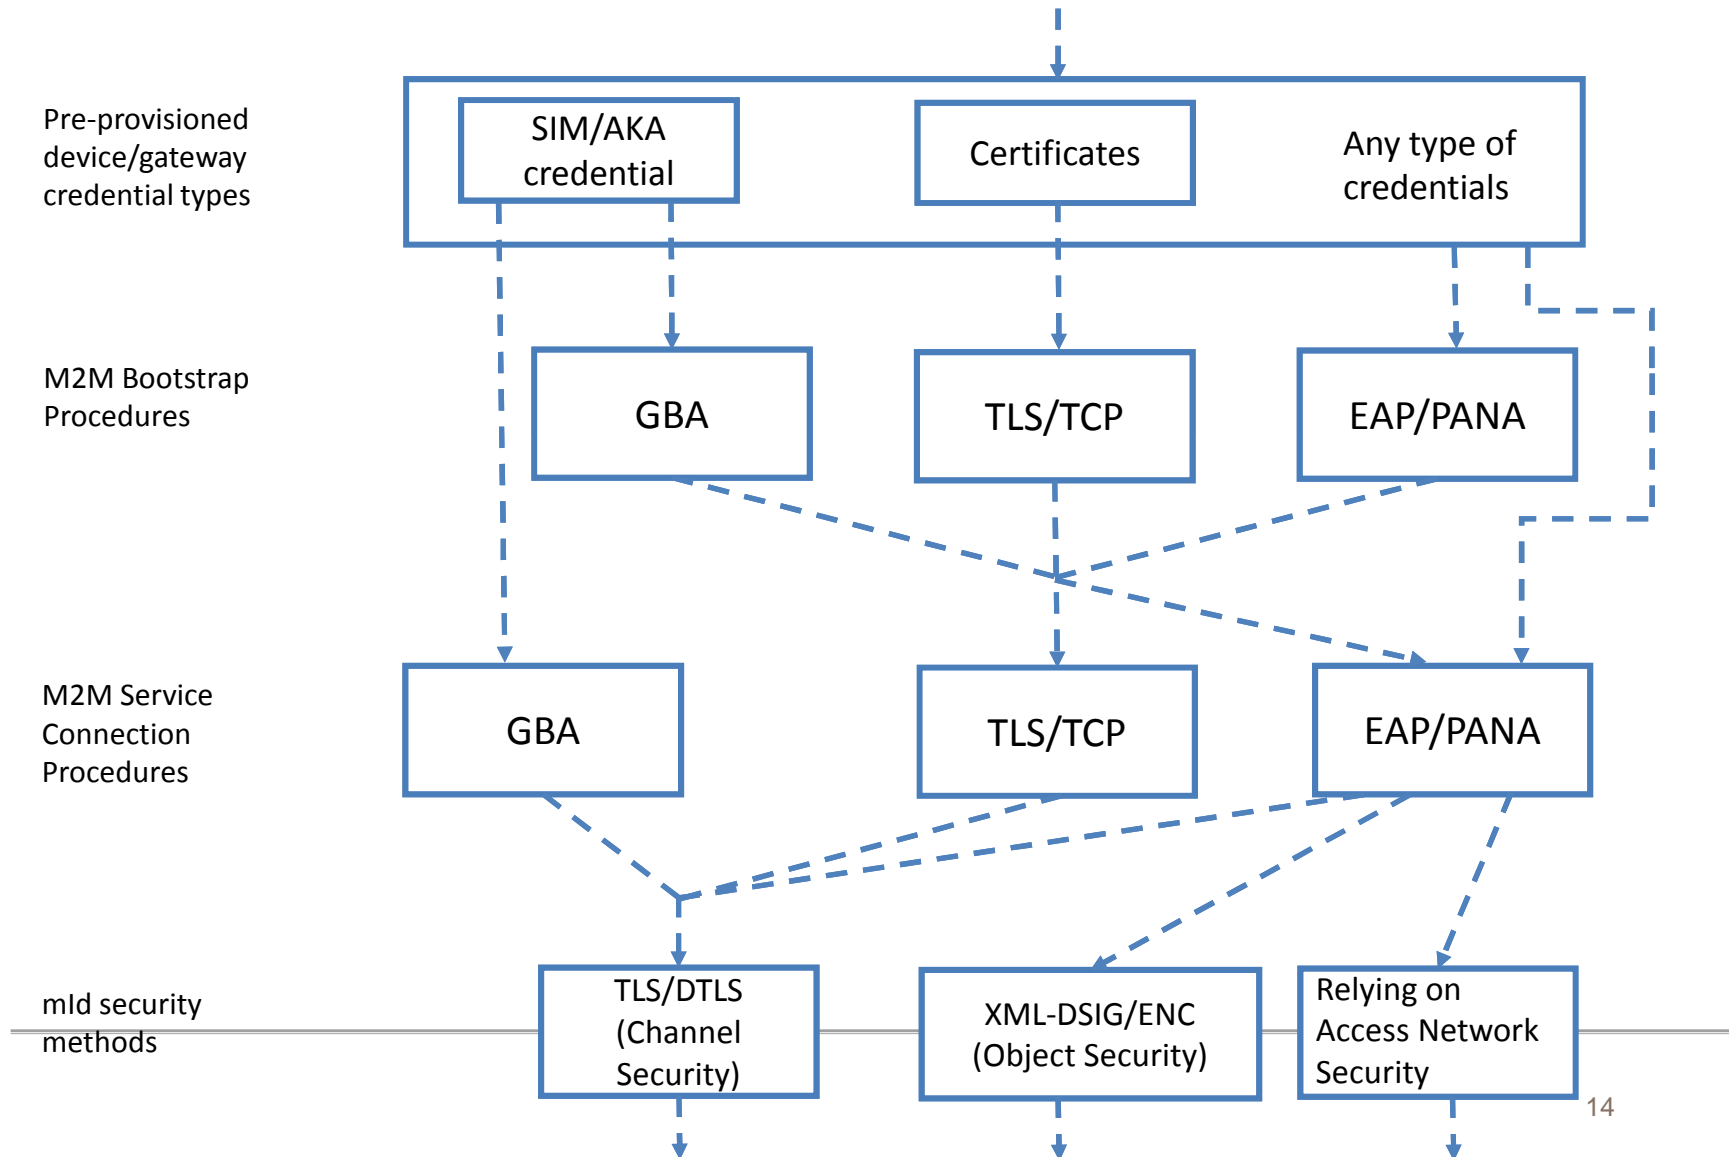 Pre-provisioned
device/gateway
credential types
SIM/AKA
credential
Certificates
Any type of
credentials
M2M Bootstrap
Procedures
GBA
TLS/TCP
EAP/PANA
M2M Service
Connection
Procedures
GBA
TLS/TCP
EAP/PANA
mId security
methods
TLS/DTLS
(Channel
Security)
XML-DSIG/ENC
(Object Security)
Relying on
Access Network
Security
14